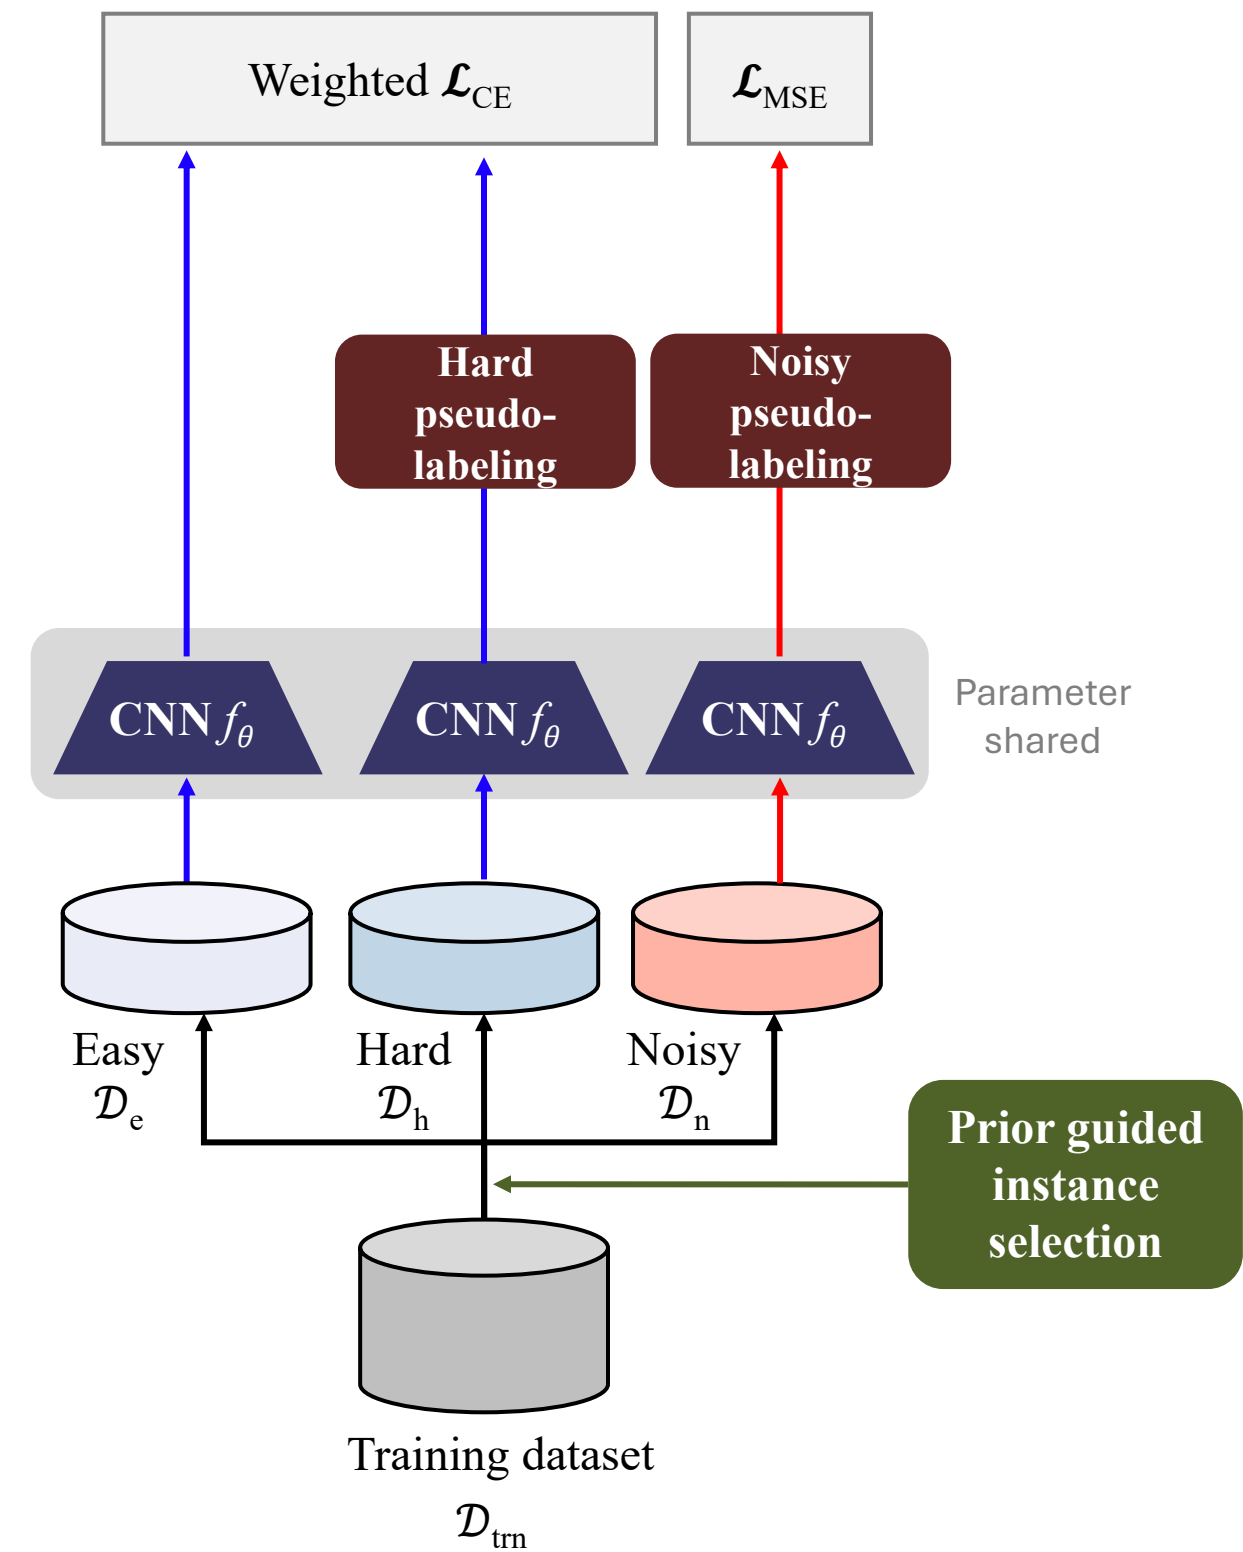 Weighted 𝓛CE
𝓛MSE
Hard
pseudo-
labeling
Noisy
pseudo-
labeling
CNN fθ
CNN fθ
CNN fθ
Parameter
shared
Easy
𝒟e
Hard
𝒟h
Noisy
𝒟n
Prior guided
instance
selection
Training dataset
𝒟trn